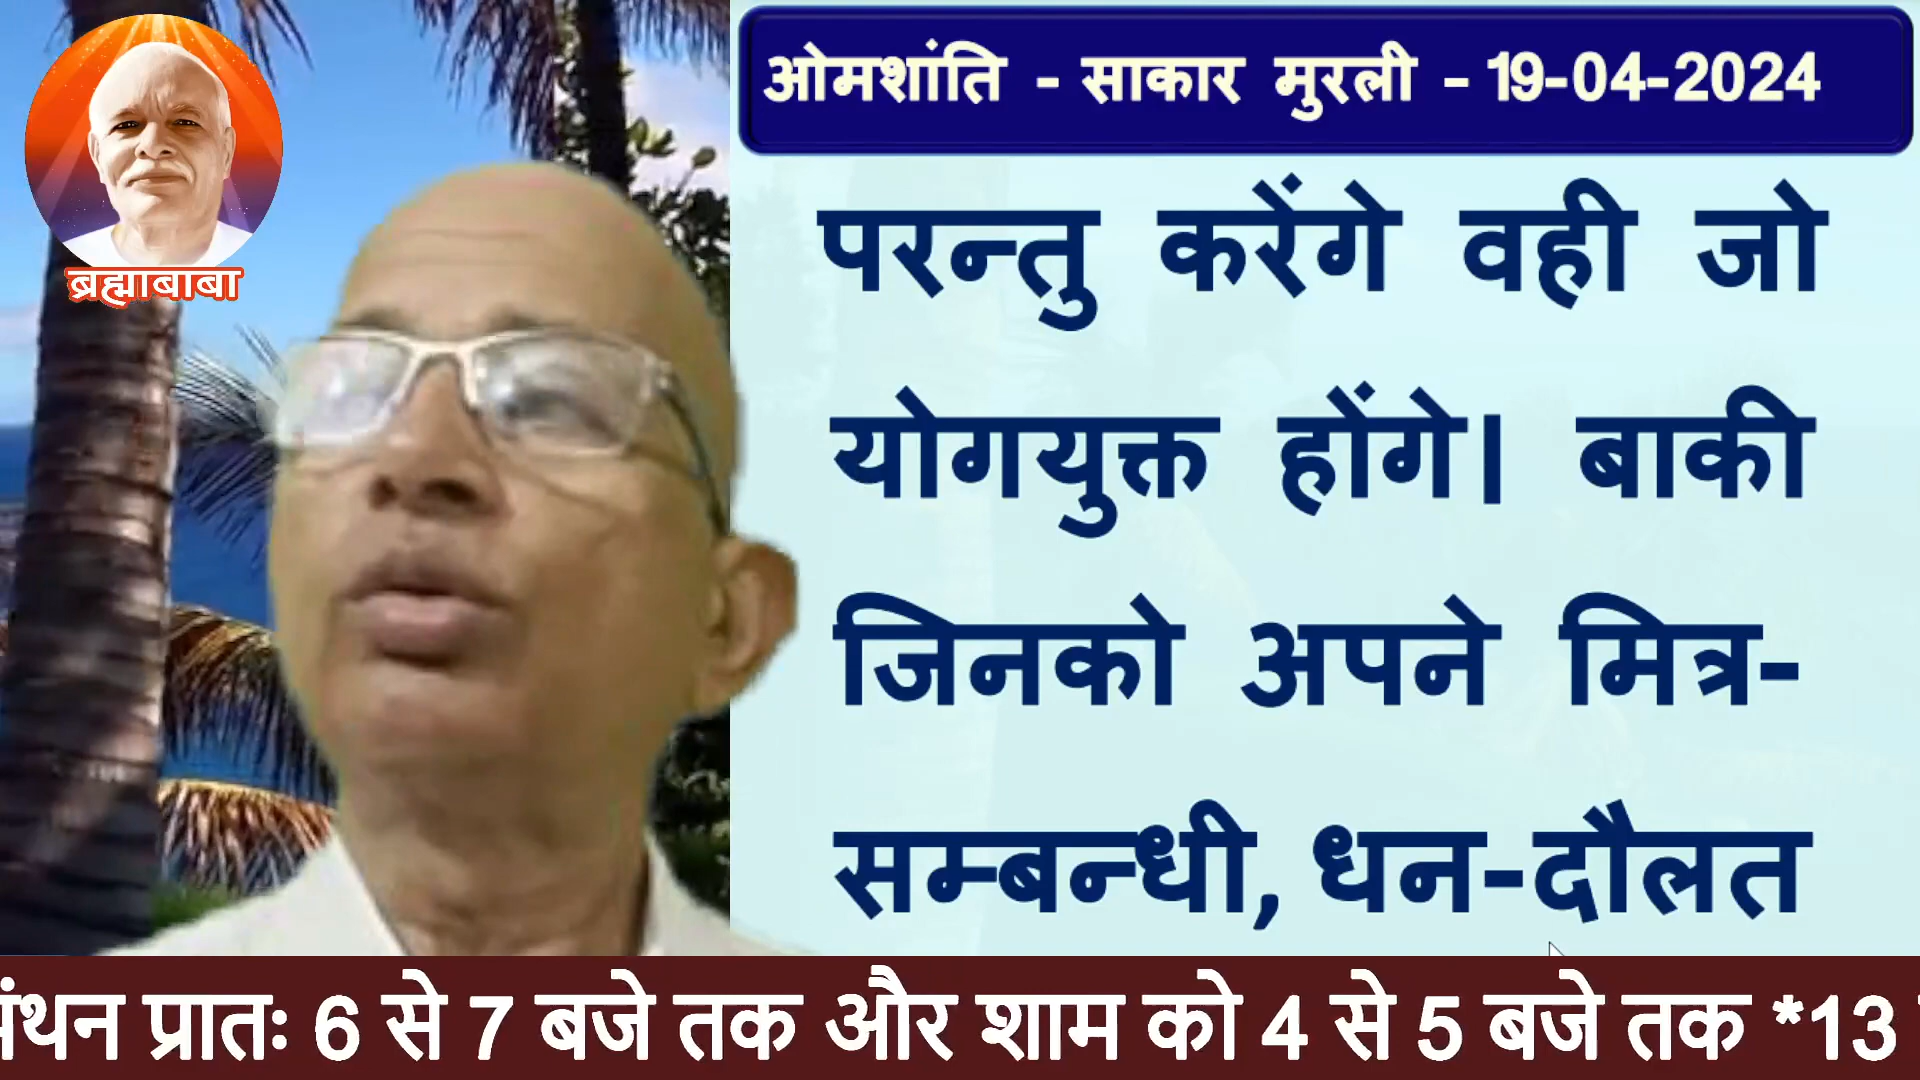 ब्रह्माबाबा
ओमशांति - साकार मुरली - 19-04-2024
परन्तु करेंगे वही जो
योगयुक्त होंगे। बाकी
जिनको अपने मित्र-
सम्बन्धी, धन-दौलत
मंथन प्रातः 6 से 7 बजे तक और शाम को 4 से 5 बजे तक *13